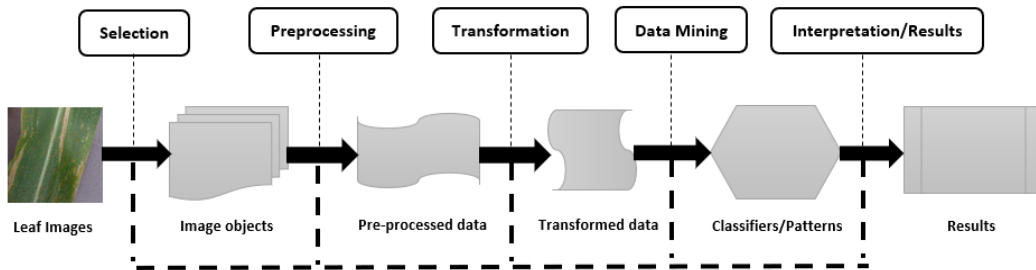 Selection
Preprocessing
Transformation
Data Mining
Interpretation/Results
Leaf Images
Image objects
Pre-processed data
Transformed data
Classifiers/Patterns
Results